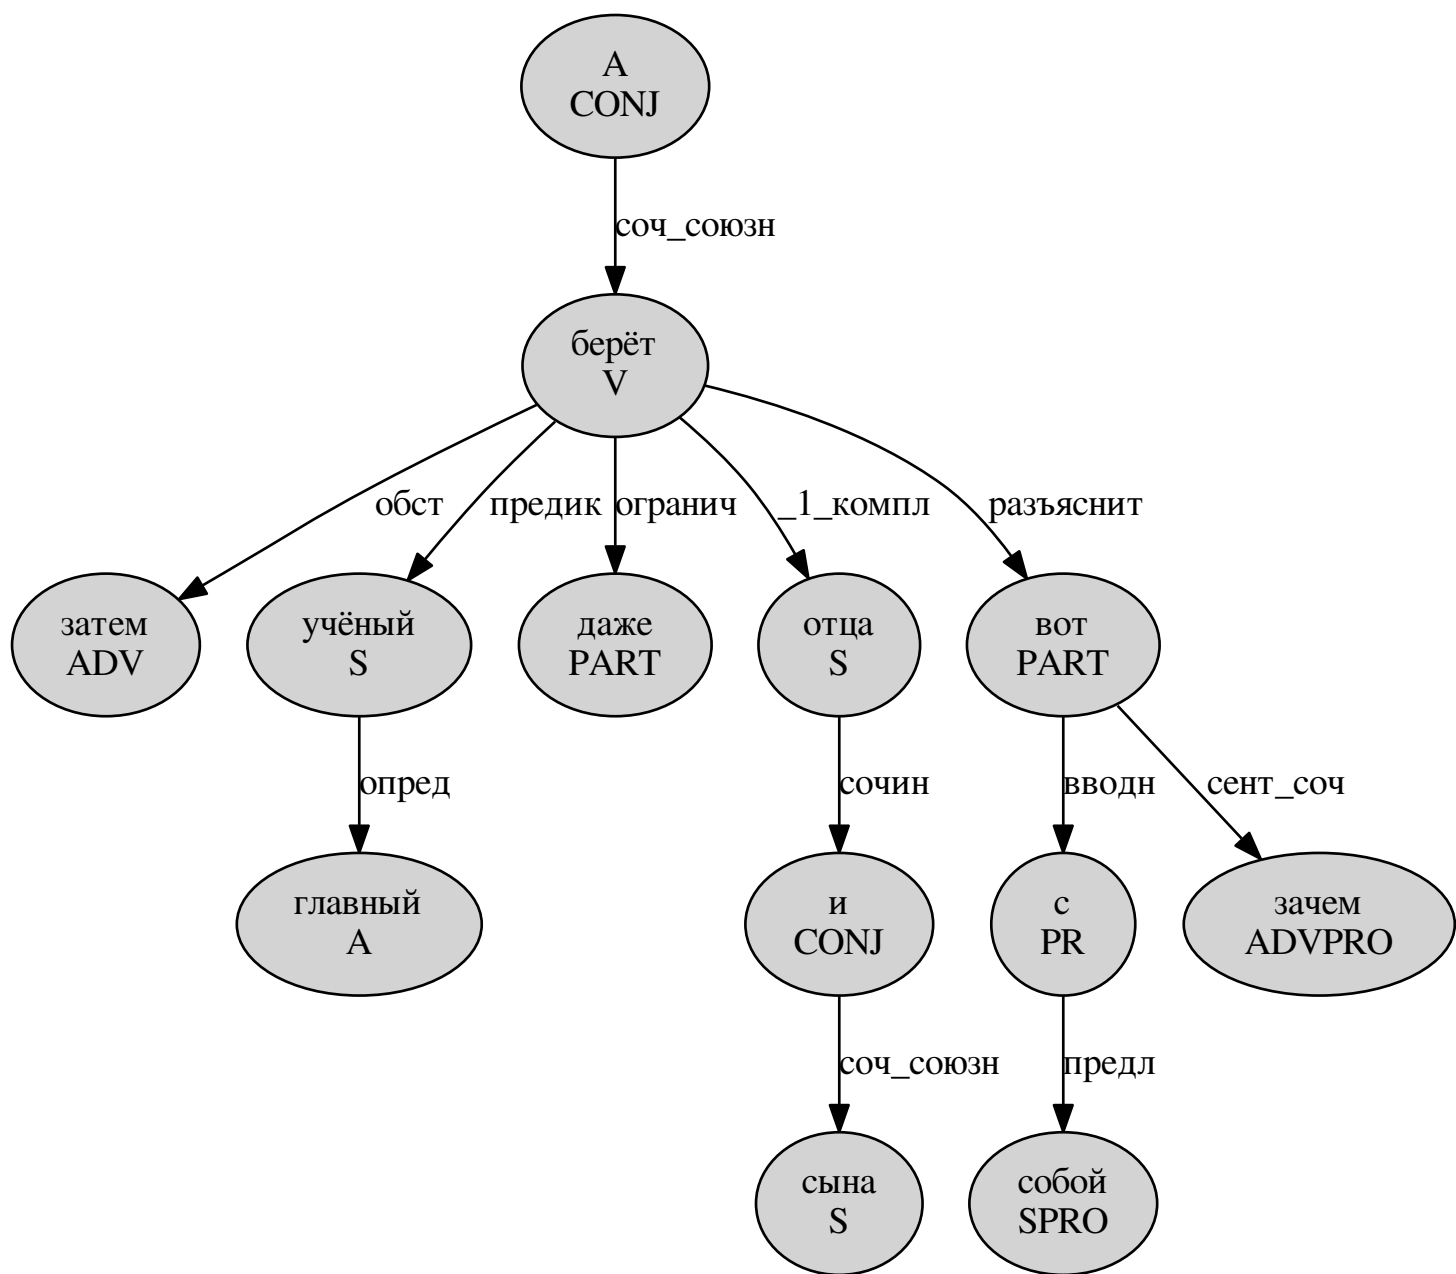 А
CONJ
соч_союзн
берёт
V
обст
предик
огранич
_1_компл
разъяснит
затем
ADV
учёный
S
даже
PART
отца
S
вот
PART
опред
сочин
вводн
сент_соч
главный
A
и
CONJ
с
PR
зачем
ADVPRO
соч_союзн
предл
сына
S
собой
SPRO